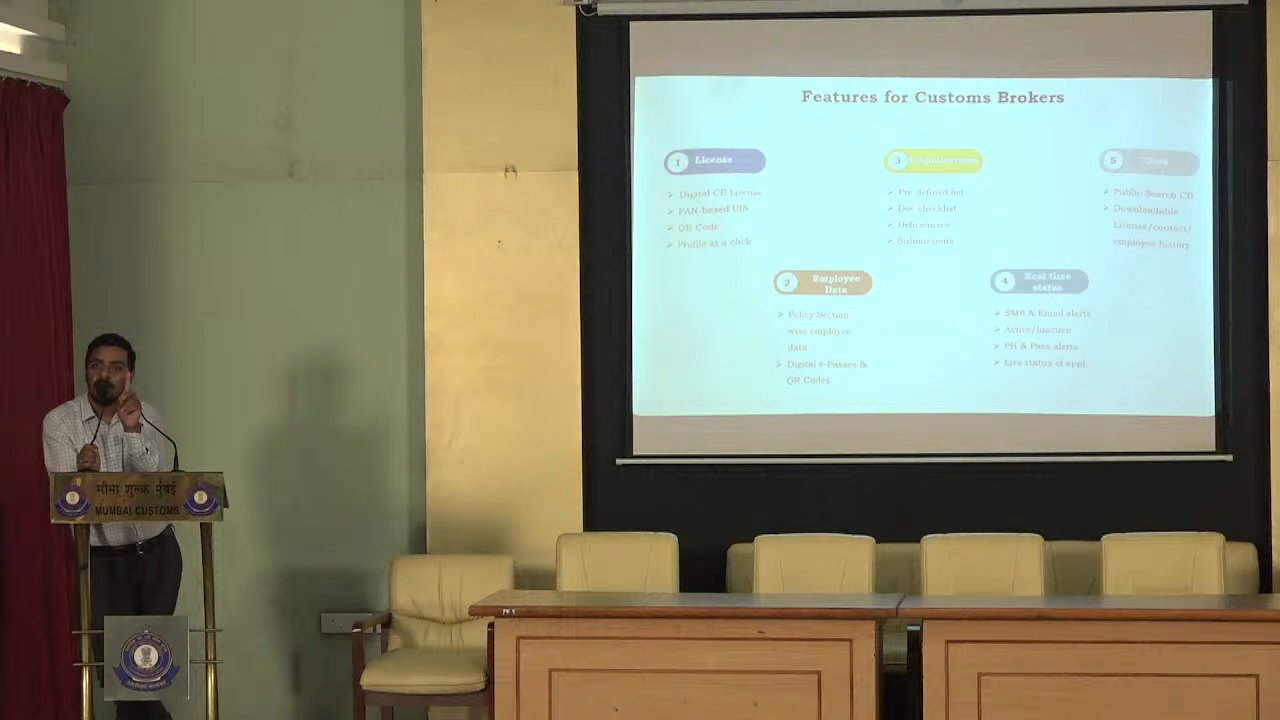 Features for Customs Brokers
1 License
Digital CB License
PAN-based UIN
QR Code
Profile at a click
2 Employee
Data
Policy Section
wise employee
data
Digital e-Passes &
QR Codes
3
Pre-defined list
Doc checklist
Deficiencies
Submissions
4 Real time
status
SMS & Email alerts
Active/Inactive
PH & Pass alerts
Live status of appl.
5 Data
Public Search CB
Downloadable
License/contact/
employee history
सीमा शुल्क मुंबई
MUMBAI CUSTOMS